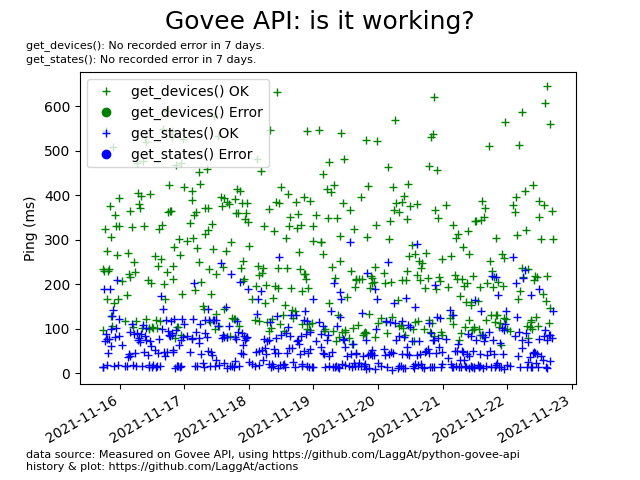 Govee API: is it working?
get_devices(): No recorded error in 7 days.
get_states(): No recorded error in 7 days.
get_devices() OK
get_devices() Error
get_states() OK
get_states() Error
Ping (ms)
600
500
400
300
200
100
0
2021-11-16
2021-11-17
2021-11-18
2021-11-19
2021-11-20
2021-11-21
2021-11-22
2021-11-23
data source: Measured on Govee API, using https://github.com/LaggAt/python-govee-api
history & plot: https://github.com/LaggAt/actions